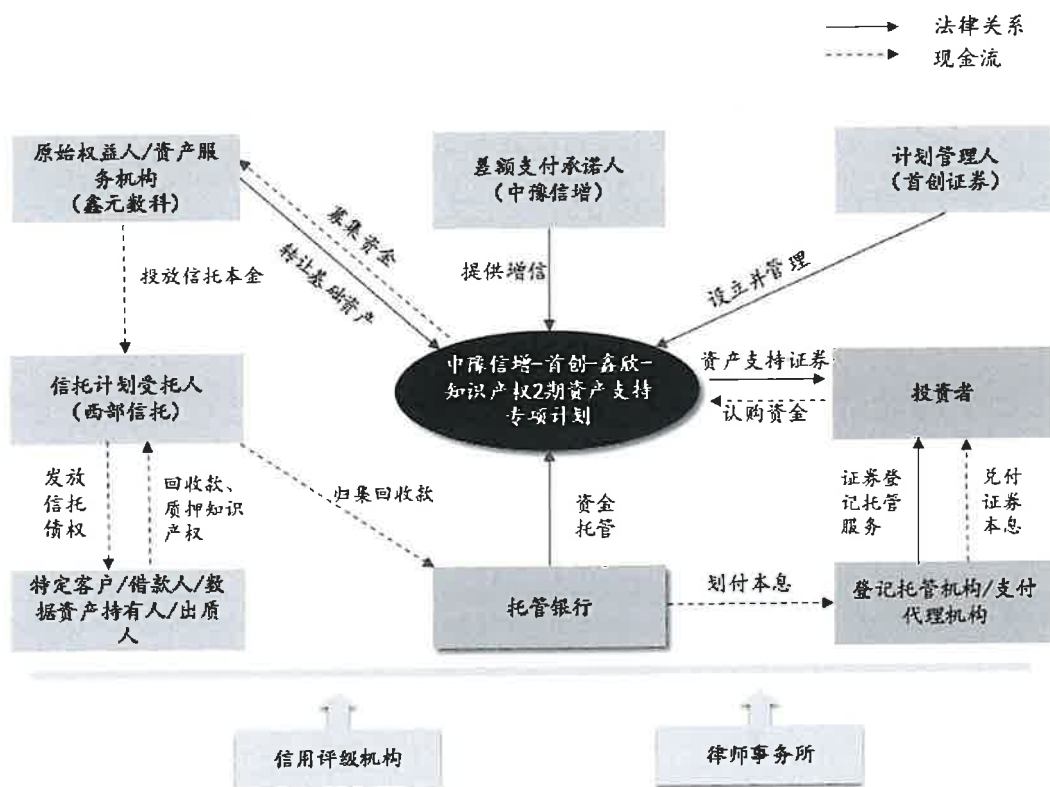 法律关系
现金流
原始权益人/资产服
务机构
(鑫元数科)
差额支付承诺人
(中豫信增)
计划管理人
(首创证券)
募集资金
转让基础资产
投放信托本金
提供增信
设立并管理
信托计划受托人
(西部信托)
中豫信增-首创-鑫欣-
知识产权2期资产支持
专项计划
资产支持证券
认购资金
投资者
发放
信托
债权
回收款、
质押知识
产权
归集回收款
资金
托管
证券登
记托管
服务
兑付
证券
本息
特定客户/借款人/数
据资产持有人/出质
人
托管银行
划付本息
登记托管机构/支付
代理机构
信用评级机构
律师事务所